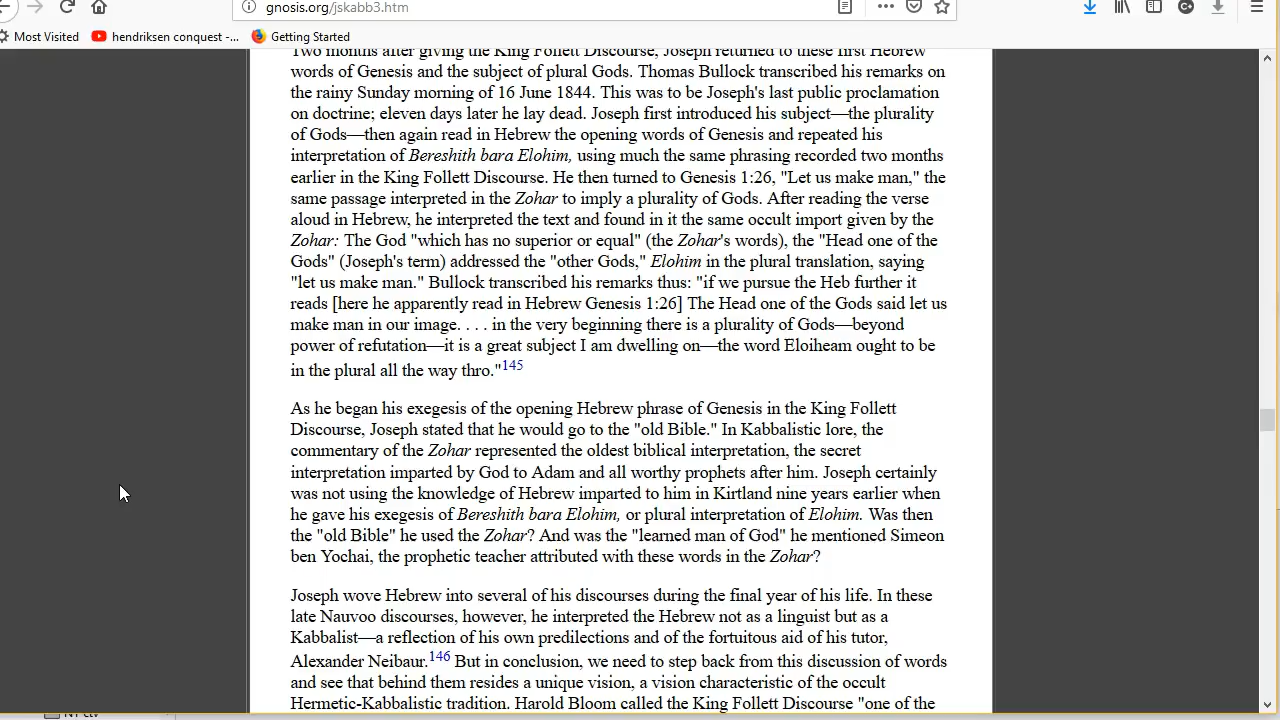 gnosis.org/jskabb3.htm
Most Visited
hendriksen conquest -...
Getting Started
Two months after giving the King Follett Discourse, Joseph returned to these first Hebrew
words of Genesis and the subject of plural Gods. Thomas Bullock transcribed his remarks on
the rainy Sunday morning of 16 June 1844. This was to be Joseph's last public proclamation
on doctrine; eleven days later he lay dead. Joseph first introduced his subject—the plurality
of Gods—then again read in Hebrew the opening words of Genesis and repeated his
interpretation of Bereshith bara Elohim, using much the same phrasing recorded two months
earlier in the King Follett Discourse. He then turned to Genesis 1:26, "Let us make man," the
same passage interpreted in the Zohar to imply a plurality of Gods. After reading the verse
aloud in Hebrew, he interpreted the text and found in it the same occult import given by the
Zohar: The God "which has no superior or equal" (the Zohar's words), the "Head one of the
Gods" (Joseph's term) addressed the "other Gods," Elohim in the plural translation, saying
"let us make man." Bullock transcribed his remarks thus: "if we pursue the Heb further it
reads [here he apparently read in Hebrew Genesis 1:26] The Head one of the Gods said let us
make man in our image. . . . in the very beginning there is a plurality of Gods—beyond
power of refutation—it is a great subject I am dwelling on—the word Eloiheam ought to be
in the plural all the way thro."145
As he began his exegesis of the opening Hebrew phrase of Genesis in the King Follett
Discourse, Joseph stated that he would go to the "old Bible." In Kabbalistic lore, the
commentary of the Zohar represented the oldest biblical interpretation, the secret
interpretation imparted by God to Adam and all worthy prophets after him. Joseph certainly
was not using the knowledge of Hebrew imparted to him in Kirtland nine years earlier when
he gave his exegesis of Bereshith bara Elohim, or plural interpretation of Elohim. Was then
the "old Bible" he used the Zohar? And was the "learned man of God" he mentioned Simeon
ben Yochai, the prophetic teacher attributed with these words in the Zohar?
Joseph wove Hebrew into several of his discourses during the final year of his life. In these
late Nauvoo discourses, however, he interpreted the Hebrew not as a linguist but as a
Kabbalist—a reflection of his own predilections and of the fortuitous aid of his tutor,
Alexander Neibaur.146 But in conclusion, we need to step back from this discussion of words
and see that behind them resides a unique vision, a vision characteristic of the occult
Hermetic-Kabbalistic tradition. Harold Bloom called the King Follett Discourse "one of the